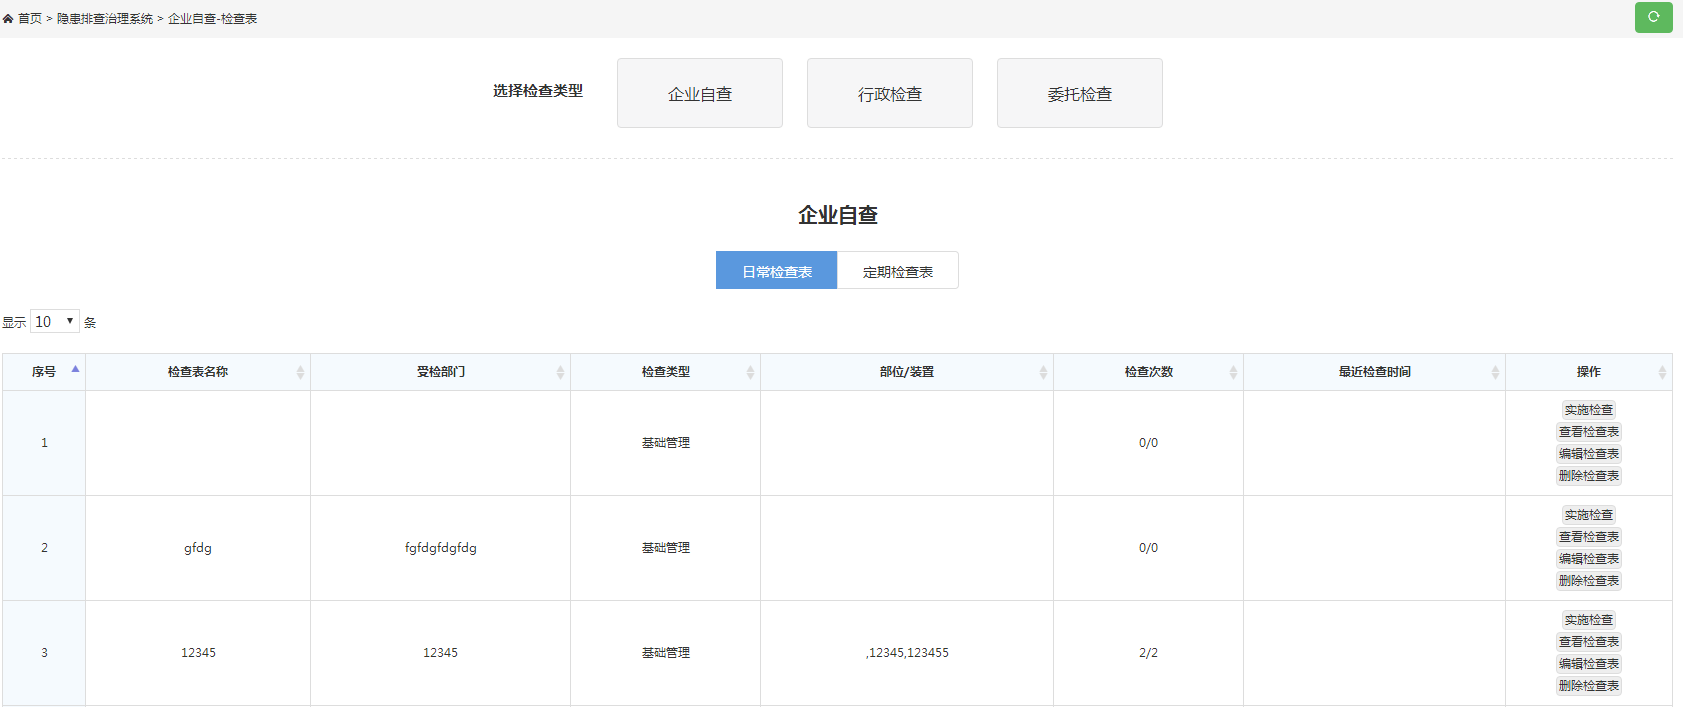 首页 > 隐患排查治理系统 > 企业自查-检查表
选择检查类型 企业自查 行政检查 委托检查
企业自查
日常检查表 定期检查表
显示 10 条
序号 检查表名称 受检部门 检查类型 部位/装置 检查次数 最近检查时间 操作
1 基础管理 0/0
实施检查
查看检查表
编辑检查表
删除检查表
2 gfdg fgfdgfdgfdg 基础管理 0/0
实施检查
查看检查表
编辑检查表
删除检查表
3 12345 12345 基础管理 ,12345,123455 2/2
实施检查
查看检查表
编辑检查表
删除检查表